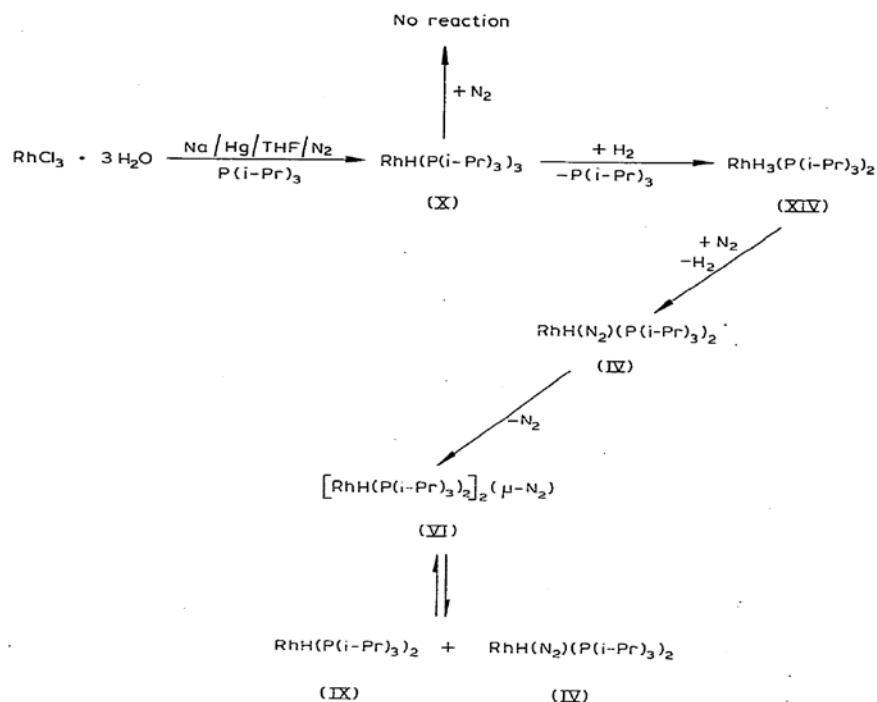 No reaction
+ N₂
RhCl₃ · 3 H₂O
Na/Hg/THF/N₂
P(i-Pr)₃
RhH(P(i-Pr)₃)₃
(X)
+ H₂
-P(i-Pr)₃
RhH₃(P(i-Pr)₃)₂
(XiV)
+ N₂
-H₂
RhH(N₂)(P(i-Pr)₃)₂
(IV)
-N₂
[RhH(P(i-Pr)₃)₂]₂(μ-N₂)
(VI)
RhH(P(i-Pr)₃)₂ + RhH(N₂)(P(i-Pr)₃)₂
(IX) (IV)